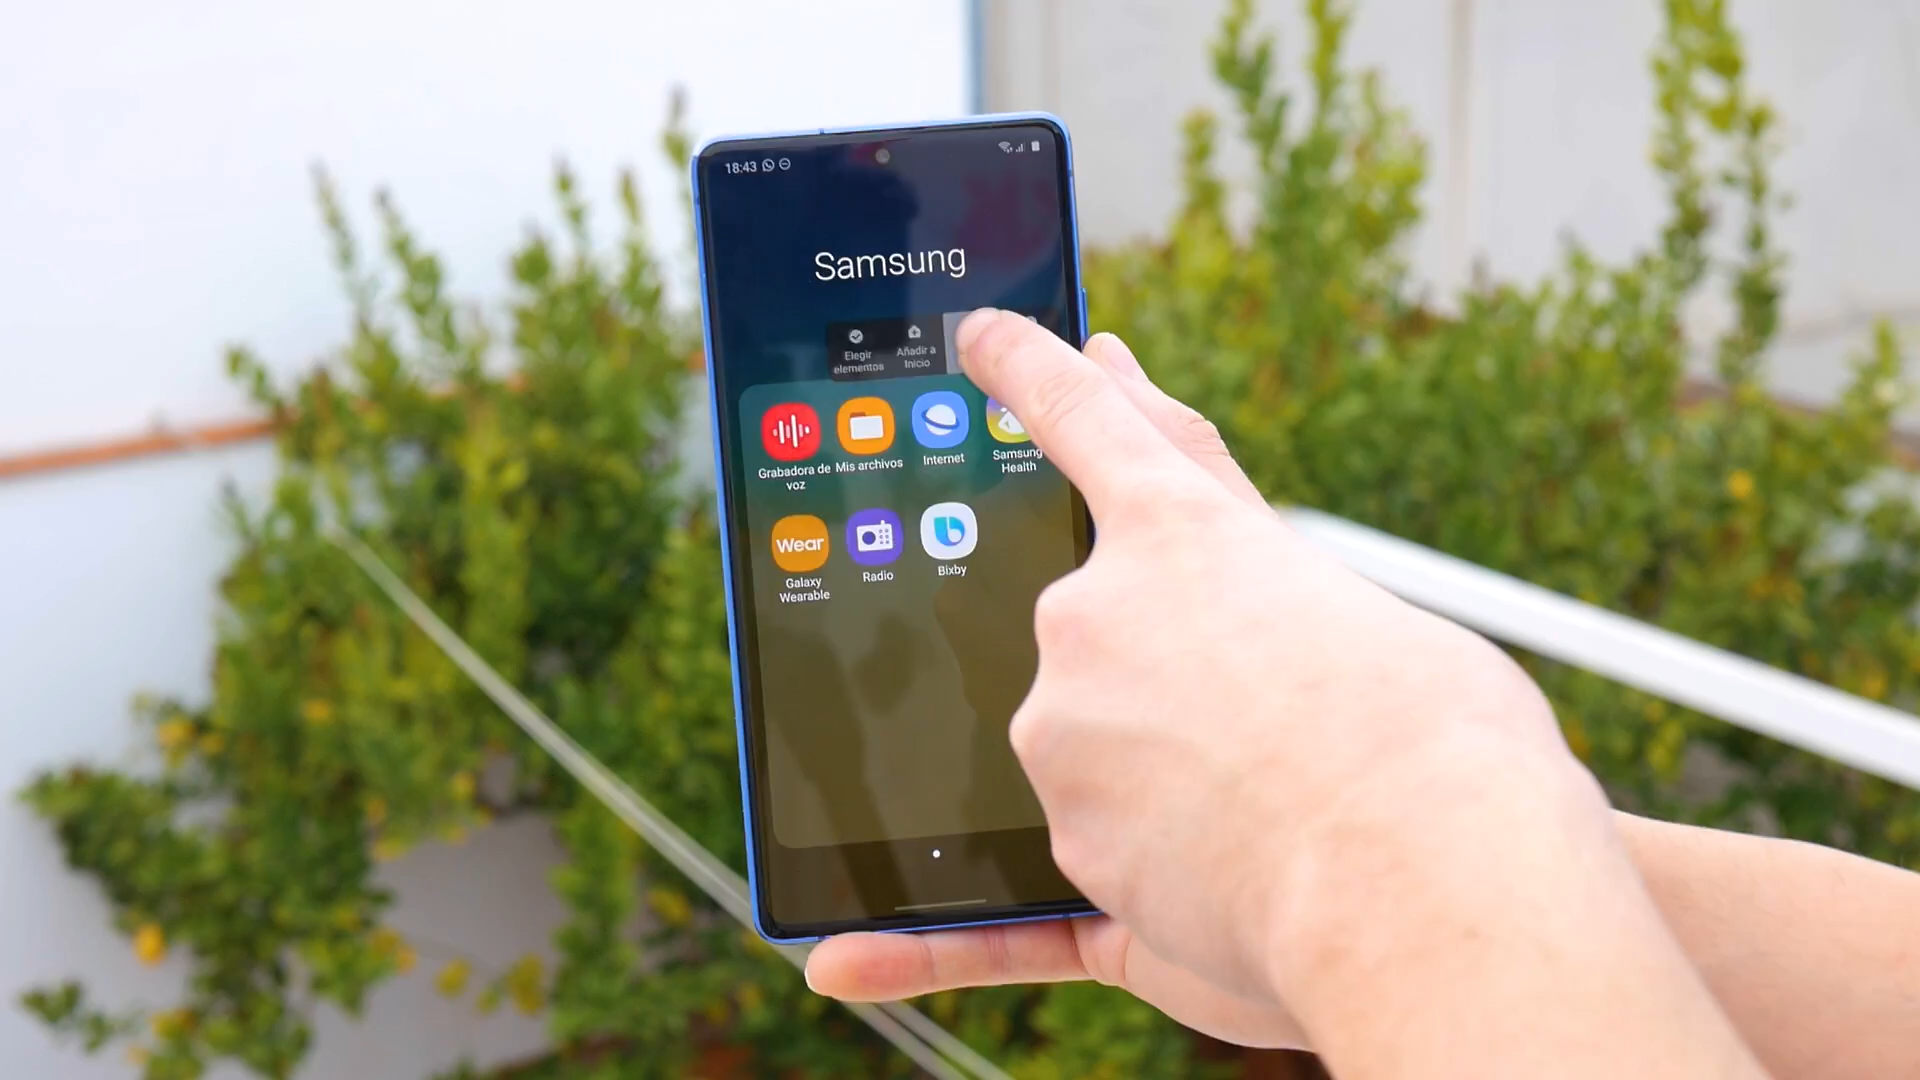 18:43
Samsung
Elegir
elementos
Añadir a
Inicio
Grabadora de
voz
Mis archivos
Internet
Samsung
Health
Wear
Galaxy
Wearable
Radio
Bixby